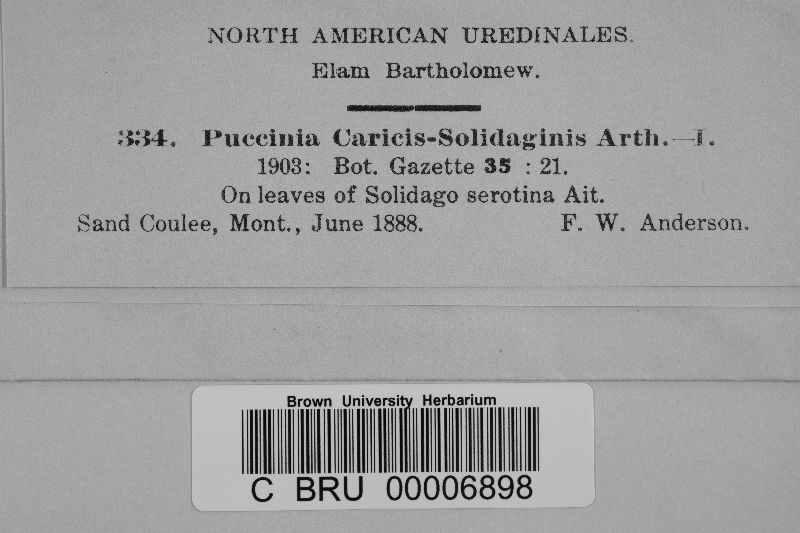 NORTH AMERICAN UREDINALES.
Elam Bartholomew.
334. Puccinia Caricis-Solidaginis Arth.—I.
1903: Bot. Gazette 35 : 21.
On leaves of Solidago serotina Ait.
Sand Coulee, Mont., June 1888. F. W. Anderson.
Brown University Herbarium
C BRU 00006898